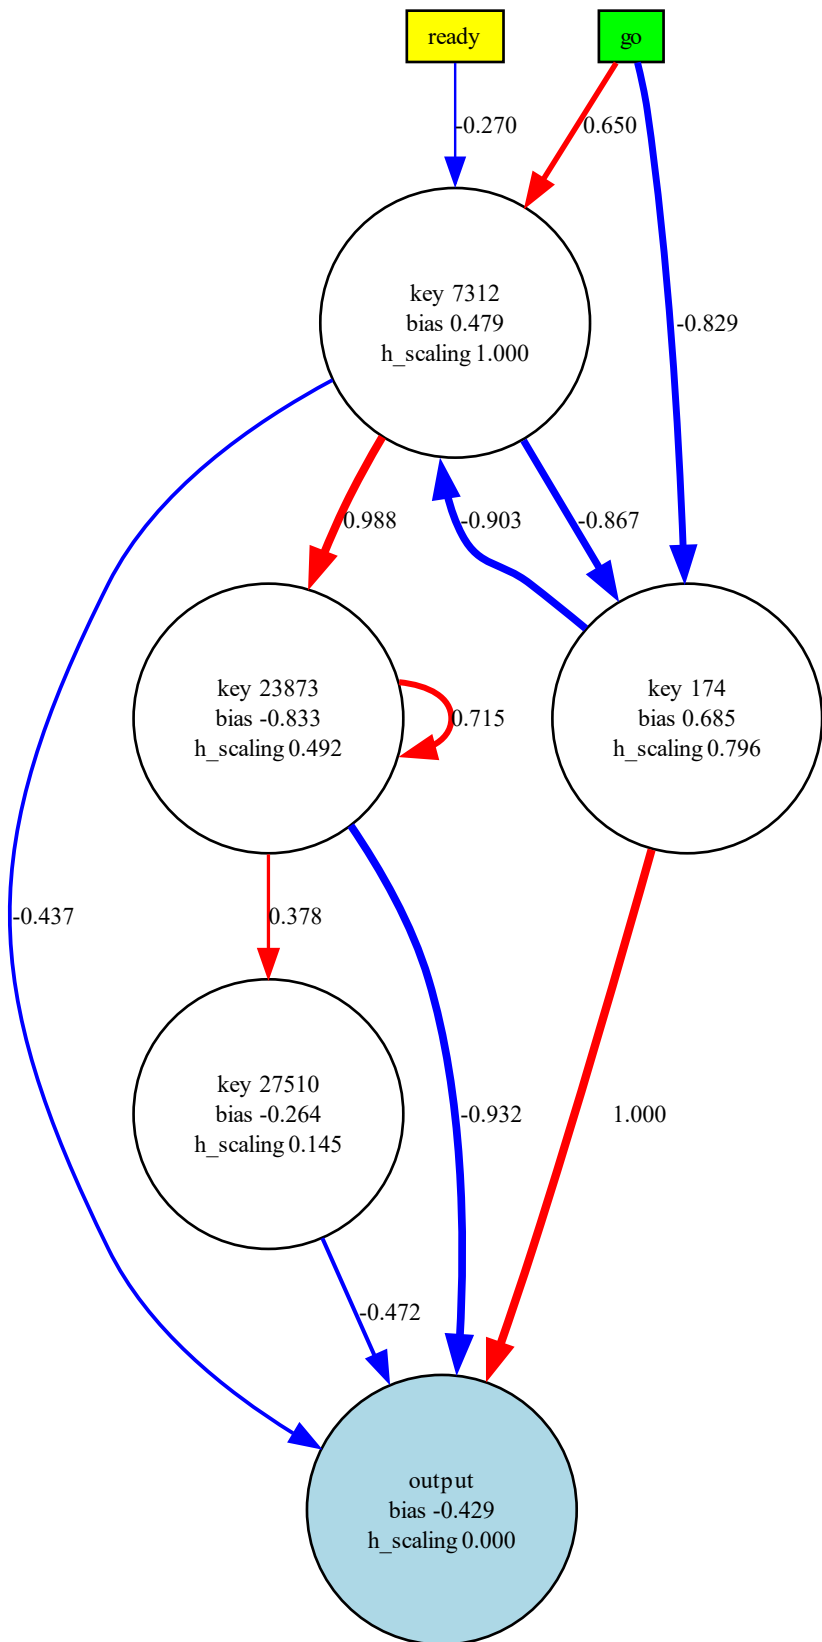 ready
go
-0.270
0.650
key 7312
bias 0.479
h_scaling 1.000
-0.829
0.988
-0.903
-0.867
key 23873
bias -0.833
h_scaling 0.492
0.715
key 174
bias 0.685
h_scaling 0.796
-0.437
0.378
key 27510
bias -0.264
h_scaling 0.145
-0.932
1.000
-0.472
output
bias -0.429
h_scaling 0.000